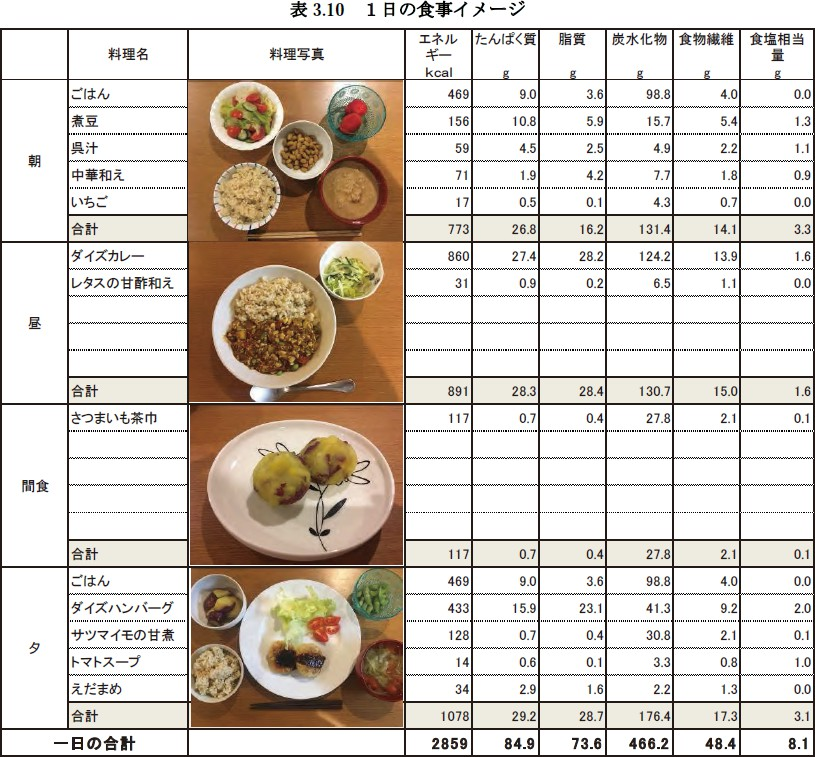 表 3.10　１日の食事イメージ
料理名 料理写真 エネルギー kcal たんぱく質 g 脂質 g 炭水化物 g 食物繊維 g 食塩相当量 g
朝
ごはん 469 9.0 3.6 98.8 4.0 0.0
煮豆 156 10.8 5.9 15.7 5.4 1.3
呉汁 59 4.5 2.5 4.9 2.2 1.1
中華和え 71 1.9 4.2 7.7 1.8 0.9
いちご 17 0.5 0.1 4.3 0.7 0.0
合計 773 26.8 16.2 131.4 14.1 3.3
昼
ダイズカレー 860 27.4 28.2 124.2 13.9 1.6
レタスの甘酢和え 31 0.9 0.2 6.5 1.1 0.0
合計 891 28.3 28.4 130.7 15.0 1.6
間食
さつまいも茶巾 117 0.7 0.4 27.8 2.1 0.1
合計 117 0.7 0.4 27.8 2.1 0.1
夕
ごはん 469 9.0 3.6 98.8 4.0 0.0
ダイズハンバーグ 433 15.9 23.1 41.3 9.2 2.0
サツマイモの甘煮 128 0.7 0.4 30.8 2.1 0.1
トマトスープ 14 0.6 0.1 3.3 0.8 1.0
えだまめ 34 2.9 1.6 2.2 1.3 0.0
合計 1078 29.2 28.7 176.4 17.3 3.1
一日の合計 2859 84.9 73.6 466.2 48.4 8.1